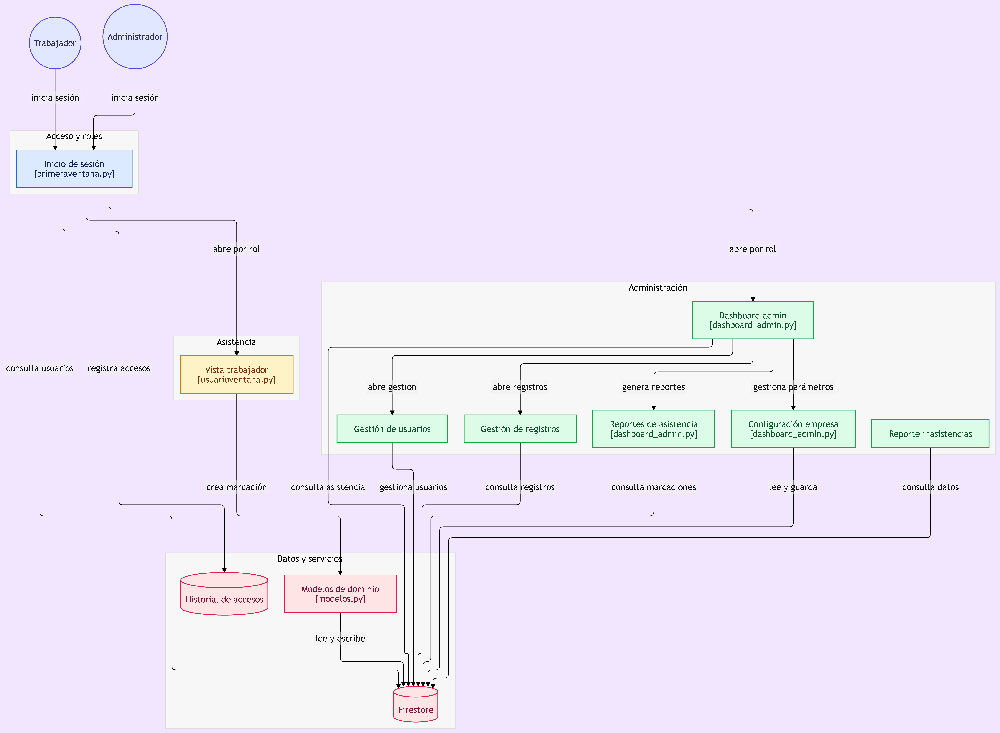 Trabajador
Administrador
inicia sesión
inicia sesión
Acceso y roles
Inicio de sesión
[primeraventana.py]
abre por rol
abre por rol
Administración
Dashboard admin
[dashboard_admin.py]
Asistencia
Vista trabajador
[usuarioventana.py]
consulta usuarios
registra accesos
abre gestión
abre registros
genera reportes
gestiona parámetros
Gestión de usuarios
Gestión de registros
Reportes de asistencia
[dashboard_admin.py]
Configuración empresa
[dashboard_admin.py]
Reporte inasistencias
crea marcación
consulta asistencia
gestiona usuarios
consulta registros
consulta marcaciones
lee y guarda
consulta datos
Datos y servicios
Historial de accesos
Modelos de dominio
[modelos.py]
lee y escribe
Firestore